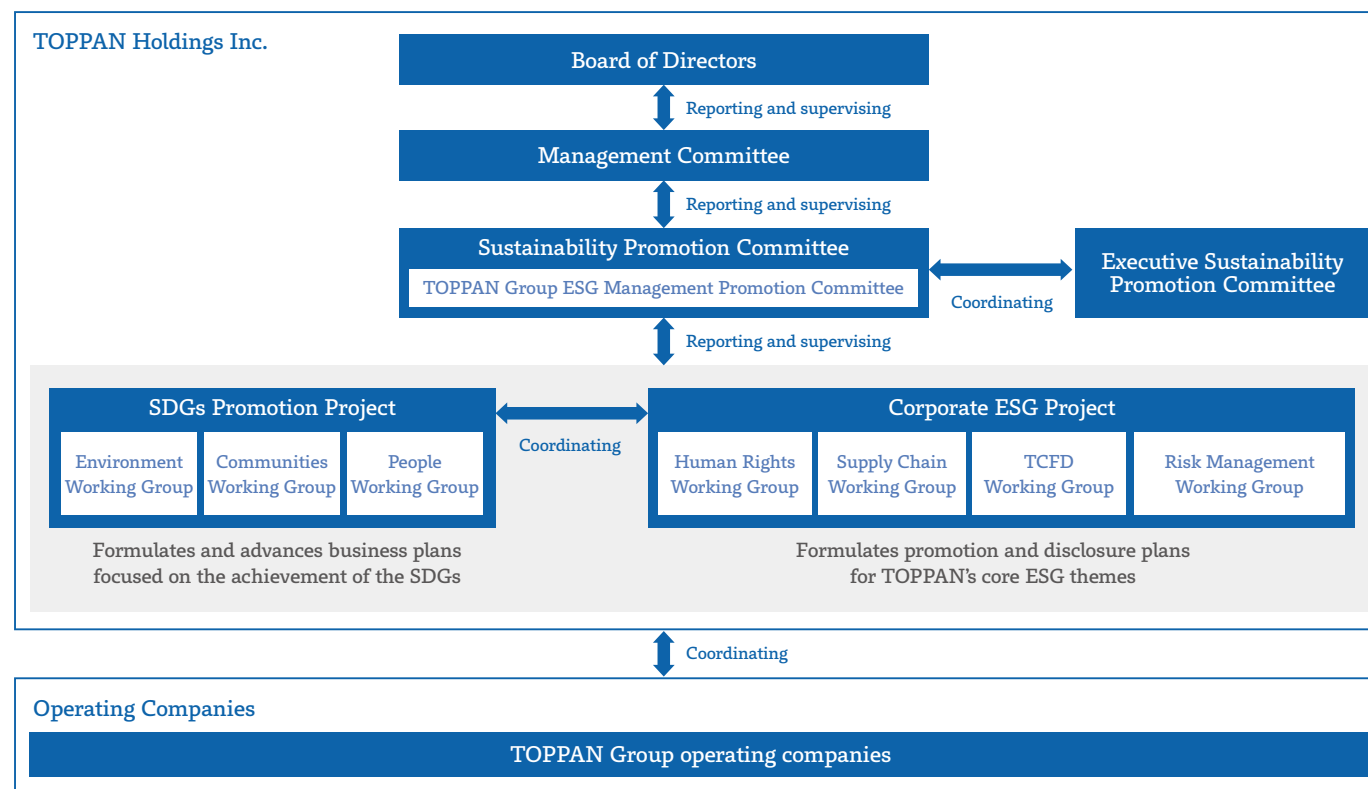 TOPPAN Holdings Inc.
Board of Directors
Reporting and supervising
Management Committee
Reporting and supervising
Sustainability Promotion Committee
TOPPAN Group ESG Management Promotion Committee
Coordinating
Executive Sustainability
Promotion Committee
Reporting and supervising
SDGs Promotion Project
Environment
Working Group
Communities
Working Group
People
Working Group
Formulates and advances business plans
focused on the achievement of the SDGs
Coordinating
Corporate ESG Project
Human Rights
Working Group
Supply Chain
Working Group
TCFD
Working Group
Risk Management
Working Group
Formulates promotion and disclosure plans
for TOPPAN's core ESG themes
Coordinating
Operating Companies
TOPPAN Group operating companies